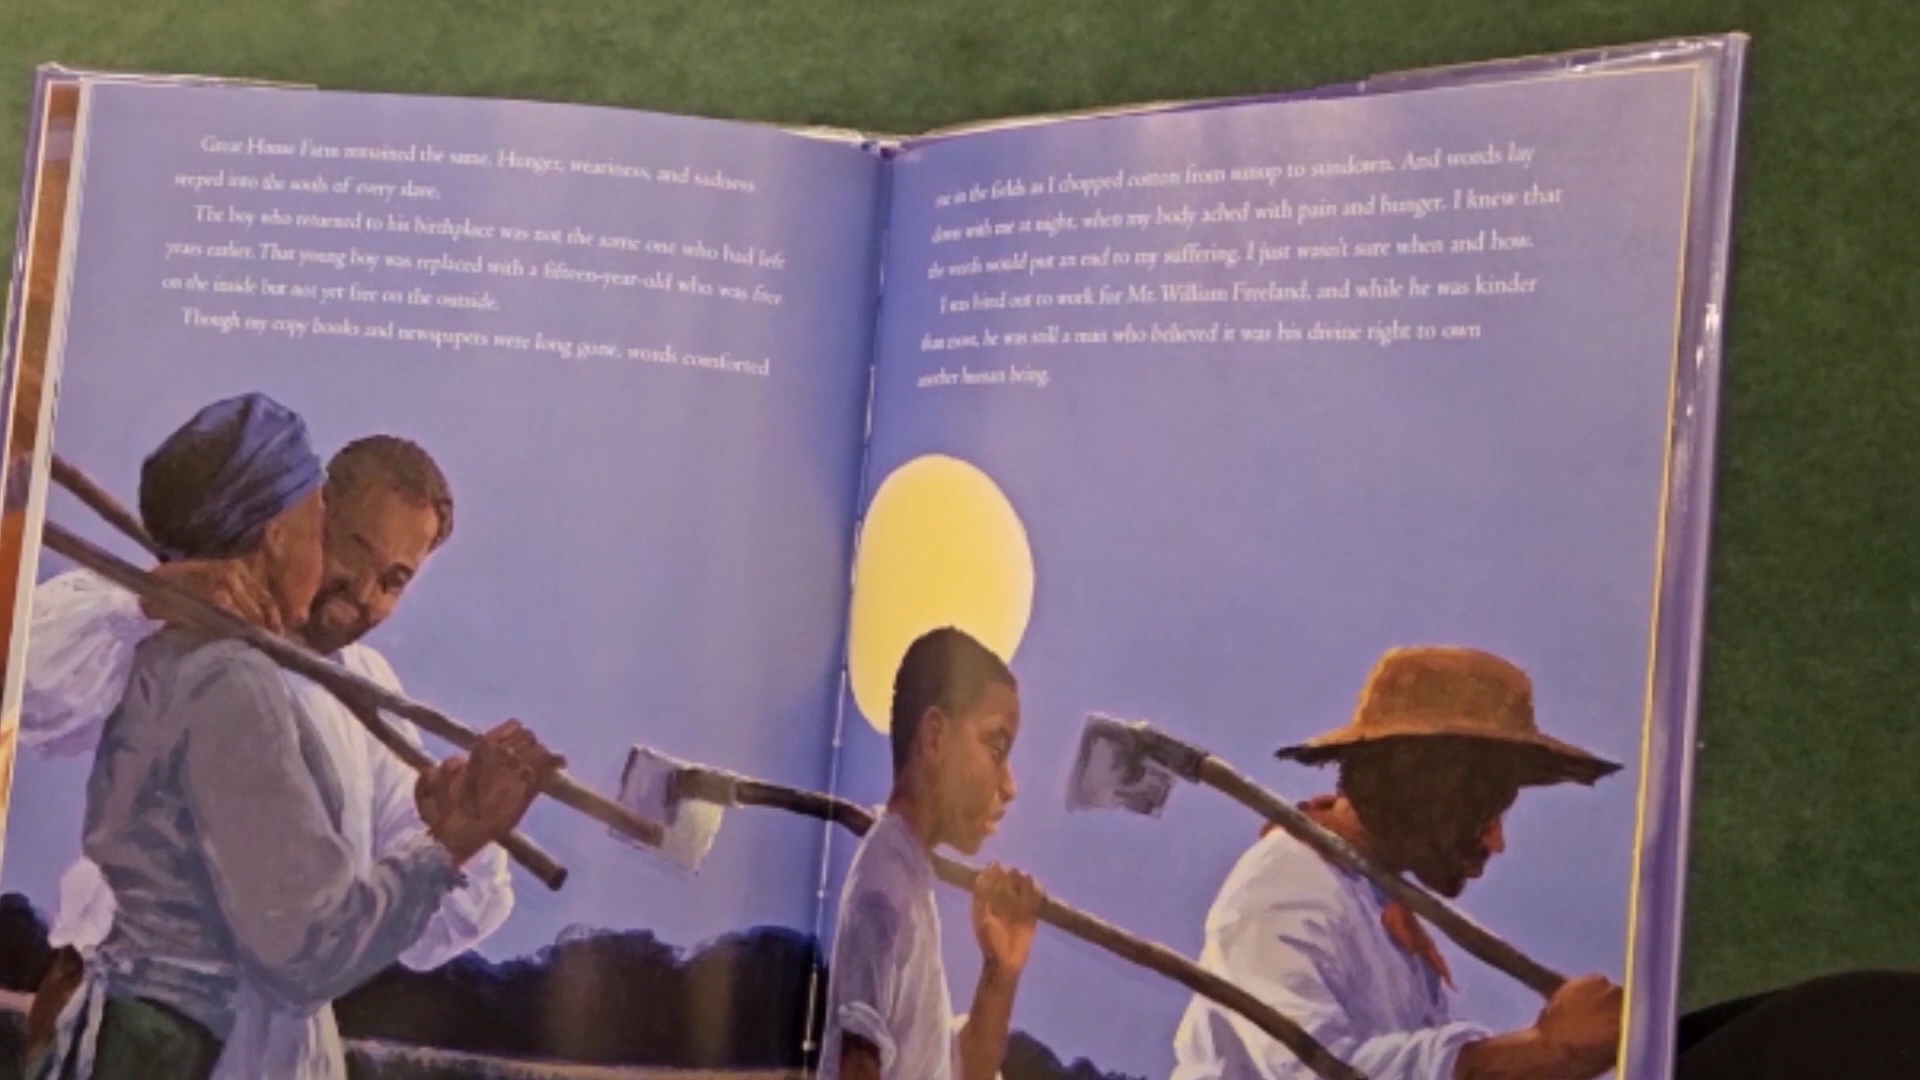 Great House Farm remained the same. Hunger, weariness, and sadness
seeped into the souls of every slave.
The boy who returned to his birthplace was not the same one who had left
years earlier. That young boy was replaced with a fifteen-year-old who was free
on the inside but not yet free on the outside.
Though my copy books and newspapers were long gone, words comforted
me in the fields as I chopped cotton from sunup to sundown. And words lay
down with me at night, when my body ached with pain and hunger. I knew that
the words would put an end to my suffering. I just wasn't sure when and how.
I was hired out to work for Mr. William Freeland, and while he was kinder
than most, he was still a man who believed it was his divine right to own
another human being.